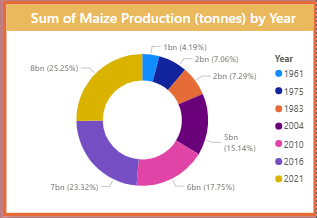 Sum of Maize Production (tonnes) by Year
1bn (4.19%)
2bn (7.06%)
2bn (7.29%)
5bn
(15.14%)
6bn (17.75%)
7bn (23.32%)
8bn (25.25%)
Year
1961
1975
1983
2004
2010
2016
2021